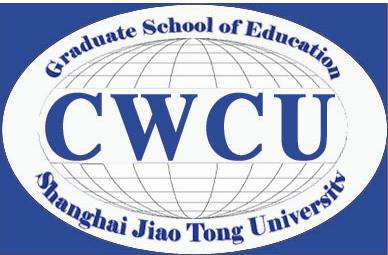 Graduate School of Education
CWCU
Shanghai Jiao Tong University